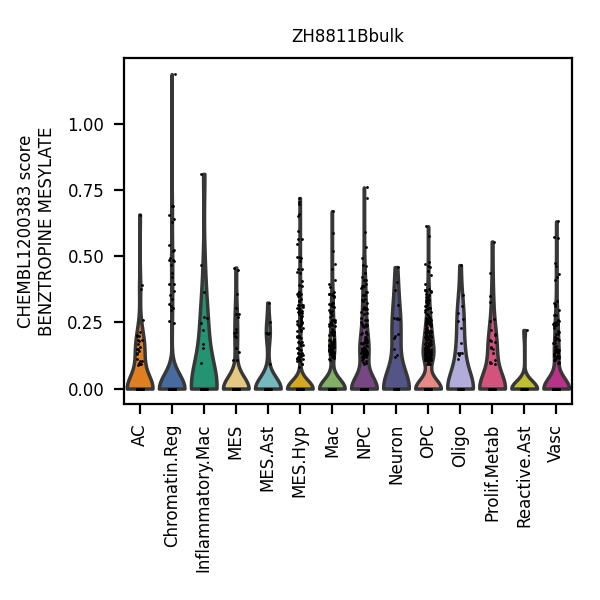 ZH8811Bbulk
CHEMBL1200383 score
BENZTROPINE MESYLATE
1.00
0.75
0.50
0.25
0.00
AC
Chromatin.Reg
Inflammatory.Mac
MES
MES.Ast
MES.Hyp
Mac
NPC
Neuron
OPC
Oligo
Prolif.Metab
Reactive.Ast
Vasc